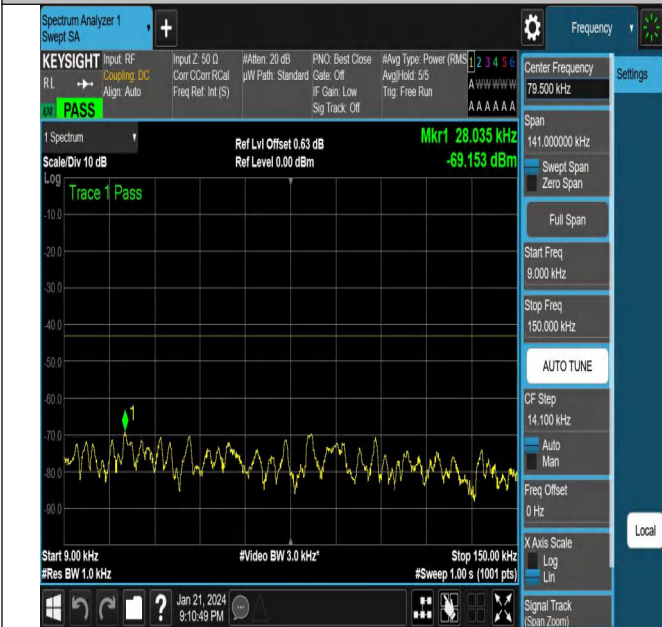 Spectrum Analyzer 1
Swept SA
+
Frequency
KEYSIGHT
RL
PASS
Input: RF
Coupling: DC
Align: Auto
Input Z: 50 Ω
Corr CCorr RCal
Freq Ref: Int (S)
#Atten: 20 dB
µW Path: Standard
PNO: Best Close
Gate: Off
IF Gain: Low
Sig Track: Off
#Avg Type: Power (RMS
Avg|Hold: 5/5
Trig: Free Run
1 2 3 4 5 6
A W W W W W
A A A A A A
1 Spectrum
Scale/Div 10 dB
Log
Ref Lvl Offset 0.63 dB
Ref Level 0.00 dBm
Mkr1 28.035 kHz
-69.153 dBm
Trace 1 Pass
-10.0
-20.0
-30.0
-40.0
-50.0
-60.0
-70.0
-80.0
-90.0
1
Start 9.00 kHz
#Res BW 1.0 kHz
#Video BW 3.0 kHz*
Stop 150.00 kHz
#Sweep 1.00 s (1001 pts)
Jan 21, 2024
9:10:49 PM
Center Frequency
79.500 kHz
Settings
Span
141.000000 kHz
Swept Span
Zero Span
Full Span
Start Freq
9.000 kHz
Stop Freq
150.000 kHz
AUTO TUNE
CF Step
14.100 kHz
Auto
Man
Freq Offset
0 Hz
X Axis Scale
Log
Lin
Local
Signal Track
(Span Zoom)